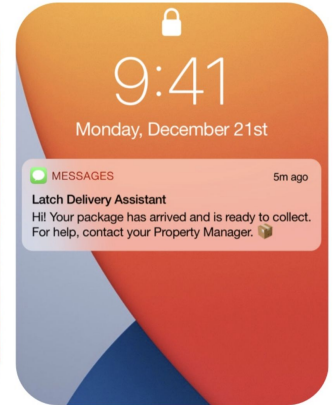 9:41
Monday, December 21st
MESSAGES 5m ago
Latch Delivery Assistant
Hi! Your package has arrived and is ready to collect.
For help, contact your Property Manager. 📦